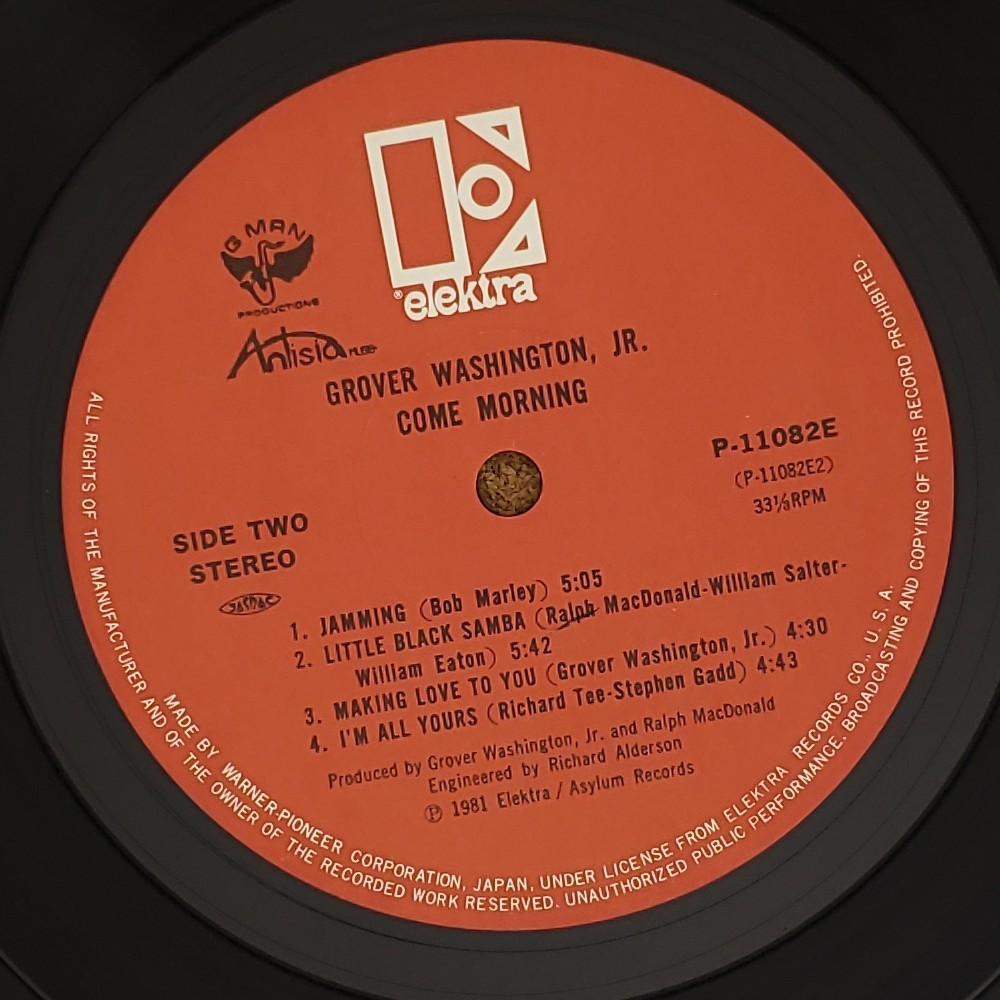 G MAN
PRODUCTIONS
Antisia MUSIC
® elektra
GROVER WASHINGTON, JR.
COME MORNING
P-11082E
(P-11082E2)
33⅓RPM
SIDE TWO
STEREO
JASRAC
1. JAMMING (Bob Marley) 5:05
2. LITTLE BLACK SAMBA (Ralph MacDonald-William Salter-
William Eaton) 5:42
3. MAKING LOVE TO YOU (Grover Washington, Jr.) 4:30
4. I'M ALL YOURS (Richard Tee-Stephen Gadd) 4:43
Produced by Grover Washington, Jr. and Ralph MacDonald
Engineered by Richard Alderson
℗ 1981 Elektra / Asylum Records
MADE BY WARNER-PIONEER CORPORATION, JAPAN, UNDER LICENSE FROM ELEKTRA RECORDS CO., U. S. A.
ALL RIGHTS OF THE MANUFACTURER AND OF THE OWNER OF THE RECORDED WORK RESERVED. UNAUTHORIZED PUBLIC PERFORMANCE, BROADCASTING AND COPYING OF THIS RECORD PROHIBITED.